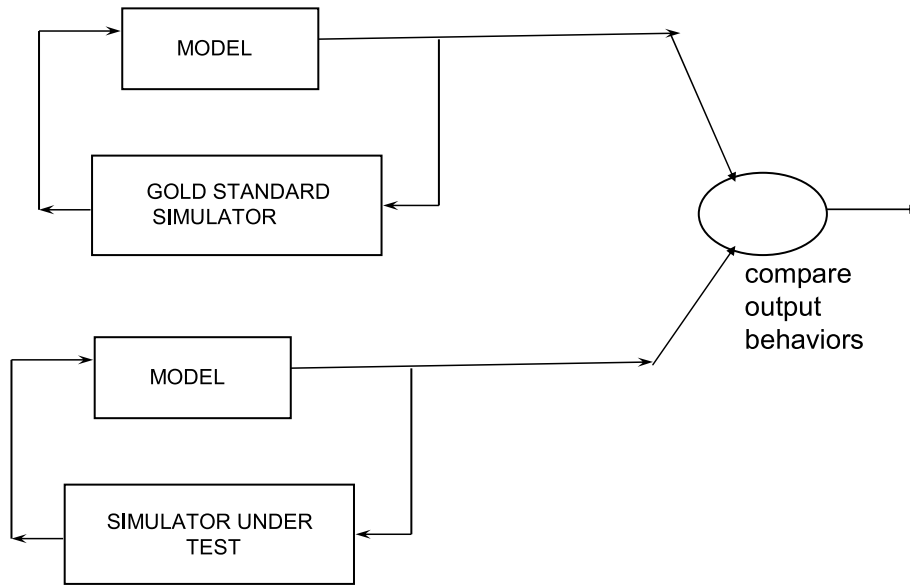 MODEL
GOLD STANDARD
SIMULATOR
compare
output
behaviors
MODEL
SIMULATOR UNDER
TEST